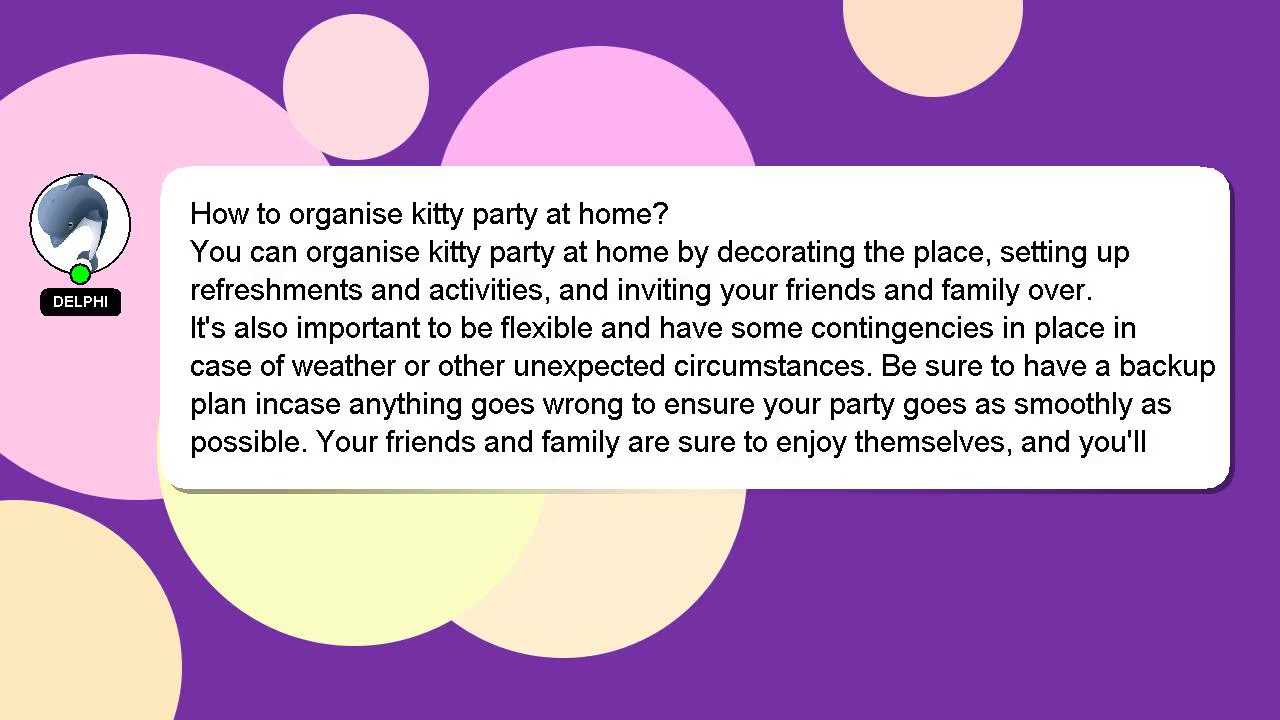 How to organise kitty party at home?
You can organise kitty party at home by decorating the place, setting up
refreshments and activities, and inviting your friends and family over.
It's also important to be flexible and have some contingencies in place in
case of weather or other unexpected circumstances. Be sure to have a backup
plan incase anything goes wrong to ensure your party goes as smoothly as
possible. Your friends and family are sure to enjoy themselves, and you'll
DELPHI